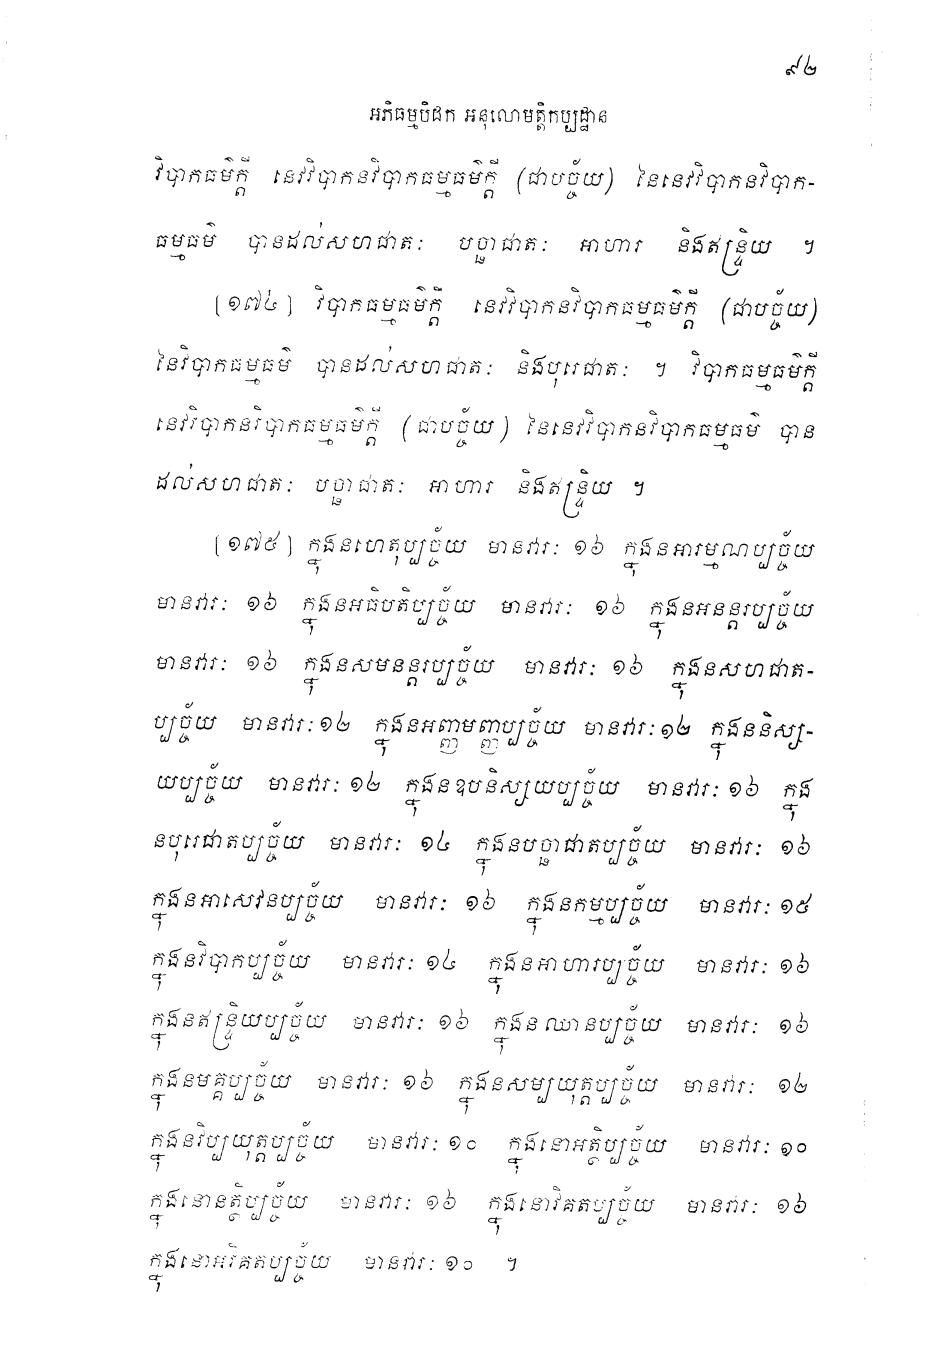 ៩២
អភិធម្មបិដក អនុលោមត្តិកប្បដ្ឋាន
វិបាកធម៌ក្តី នេវវិបាកនវិបាកធម្មធម៌ក្តី (ជាបច្ច័យ) នៃនេវវិបាកនវិបាក-
ធម្មធម៌ បានដល់សហជាតៈ បច្ឆាជាតៈ អាហារ និងឥន្ទ្រិយ ។
[១៧៤] វិបាកធម្មធម៌ក្តី នេវវិបាកនវិបាកធម្មធម៌ក្តី (ជាបច្ច័យ)
នៃវិបាកធម្មធម៌ បានដល់សហជាតៈ និងបុរេជាតៈ ។ វិបាកធម្មធម៌ក្តី
នេវវិបាកនវិបាកធម្មធម៌ក្តី (ជាបច្ច័យ) នៃនេវវិបាកនវិបាកធម្មធម៌ បាន
ដល់សហជាតៈ បច្ឆាជាតៈ អាហារ និងឥន្ទ្រិយ ។
[១៧៥] ក្នុងនហេតុប្បច្ច័យ មានវារៈ ១៦ ក្នុងនអារម្មណប្បច្ច័យ
មានវារៈ ១៦ ក្នុងនអធិបតិប្បច្ច័យ មានវារៈ ១៦ ក្នុងនអនន្តរប្បច្ច័យ
មានវារៈ ១៦ ក្នុងនសមនន្តរប្បច្ច័យ មានវារៈ ១៦ ក្នុងនសហជាត-
ប្បច្ច័យ មានវារៈ ១២ ក្នុងនអញ្ញាមញ្ញាប្បច្ច័យ មានវារៈ ១២ ក្នុងននិស្ស-
យប្បច្ច័យ មានវារៈ ១២ ក្នុងនឧបនិស្សយប្បច្ច័យ មានវារៈ ១៦ ក្នុង
នបុរេជាតប្បច្ច័យ មានវារៈ ១៤ ក្នុងនបច្ឆាជាតប្បច្ច័យ មានវារៈ ១៦
ក្នុងនអាសេវនប្បច្ច័យ មានវារៈ ១៦ ក្នុងនកម្មប្បច្ច័យ មានវារៈ ១៥
ក្នុងនវិបាកប្បច្ច័យ មានវារៈ ១៤ ក្នុងនអាហារប្បច្ច័យ មានវារៈ ១៦
ក្នុងនឥន្ទ្រិយប្បច្ច័យ មានវារៈ ១៦ ក្នុងនឈានប្បច្ច័យ មានវារៈ ១៦
ក្នុងនមគ្គប្បច្ច័យ មានវារៈ ១៦ ក្នុងនសម្បយុត្តប្បច្ច័យ មានវារៈ ១២
ក្នុងនវិប្បយុត្តប្បច្ច័យ មានវារៈ ១០ ក្នុងនោអត្ថិប្បច្ច័យ មានវារៈ ១០
ក្នុងនោនត្ថិប្បច្ច័យ មានវារៈ ១៦ ក្នុងនោវិគតប្បច្ច័យ មានវារៈ ១៦
ក្នុងនោអវិគតប្បច្ច័យ មានវារៈ ១០ ។